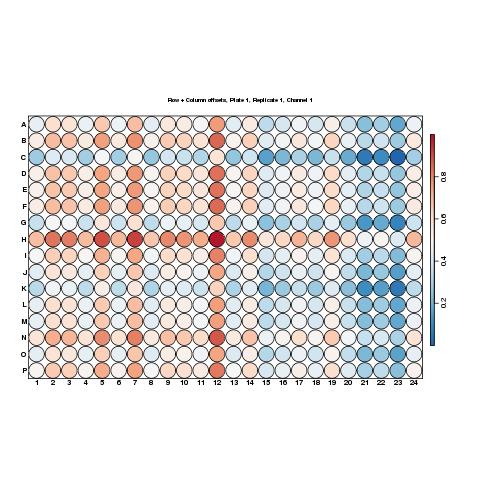 Row + Column offsets, Plate 1, Replicate 1, Channel 1
A
B
C
D
E
F
G
H
I
J
K
L
M
N
O
P
1 2 3 4 5 6 7 8 9 10 11 12 13 14 15 16 17 18 19 20 21 22 23 24
0.8
0.6
0.4
0.2